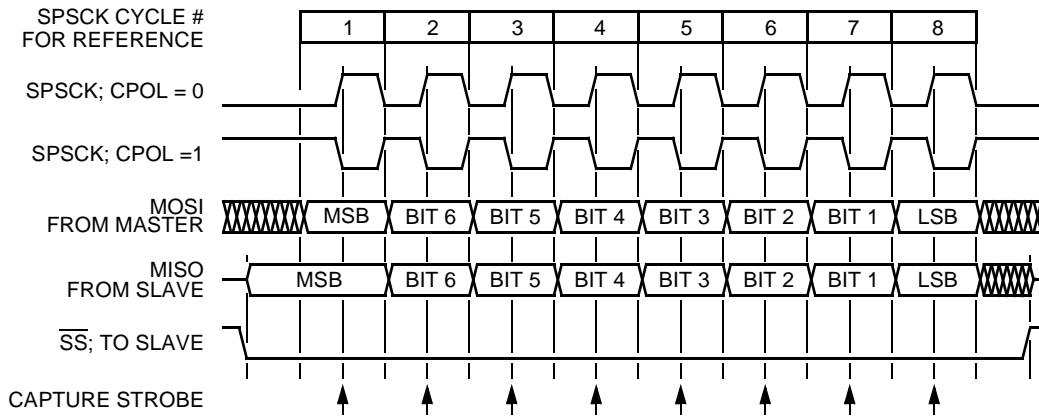 SPSCK CYCLE #
FOR REFERENCE
1 2 3 4 5 6 7 8
SPSCK; CPOL = 0
SPSCK; CPOL =1
MOSI
FROM MASTER
MSB BIT 6 BIT 5 BIT 4 BIT 3 BIT 2 BIT 1 LSB
MISO
FROM SLAVE
MSB BIT 6 BIT 5 BIT 4 BIT 3 BIT 2 BIT 1 LSB
S̅S̅; TO SLAVE
CAPTURE STROBE